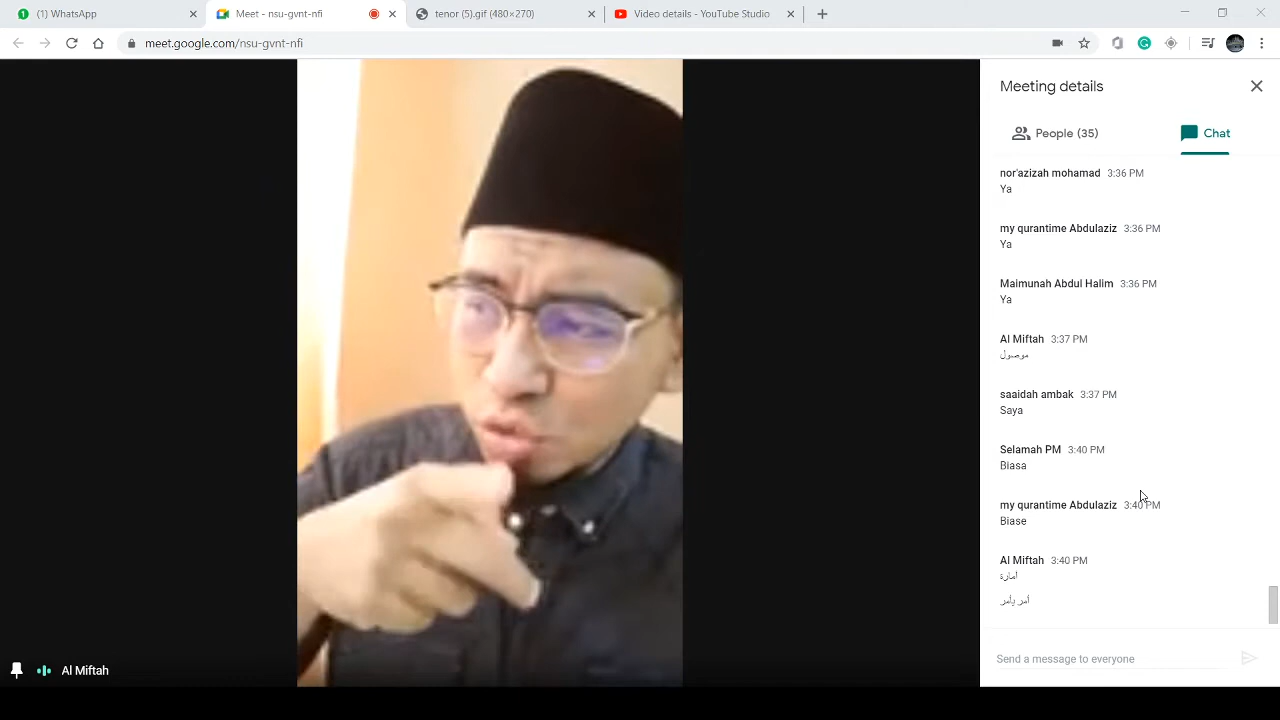 (1) WhatsApp
Meet - nsu-gvnt-nfi
tenor (5).gif (480×270)
Video details - YouTube Studio
meet.google.com/nsu-gvnt-nfi
Meeting details
People (35)
Chat
nor'azizah mohamad 3:36 PM
Ya
my qurantime Abdulaziz 3:36 PM
Ya
Maimunah Abdul Halim 3:36 PM
Ya
Al Miftah 3:37 PM
موصول
saaidah ambak 3:37 PM
Saya
Selamah PM 3:40 PM
Biasa
my qurantime Abdulaziz 3:40 PM
Biase
Al Miftah 3:40 PM
أمارة
أمر يأمر
Send a message to everyone
Al Miftah